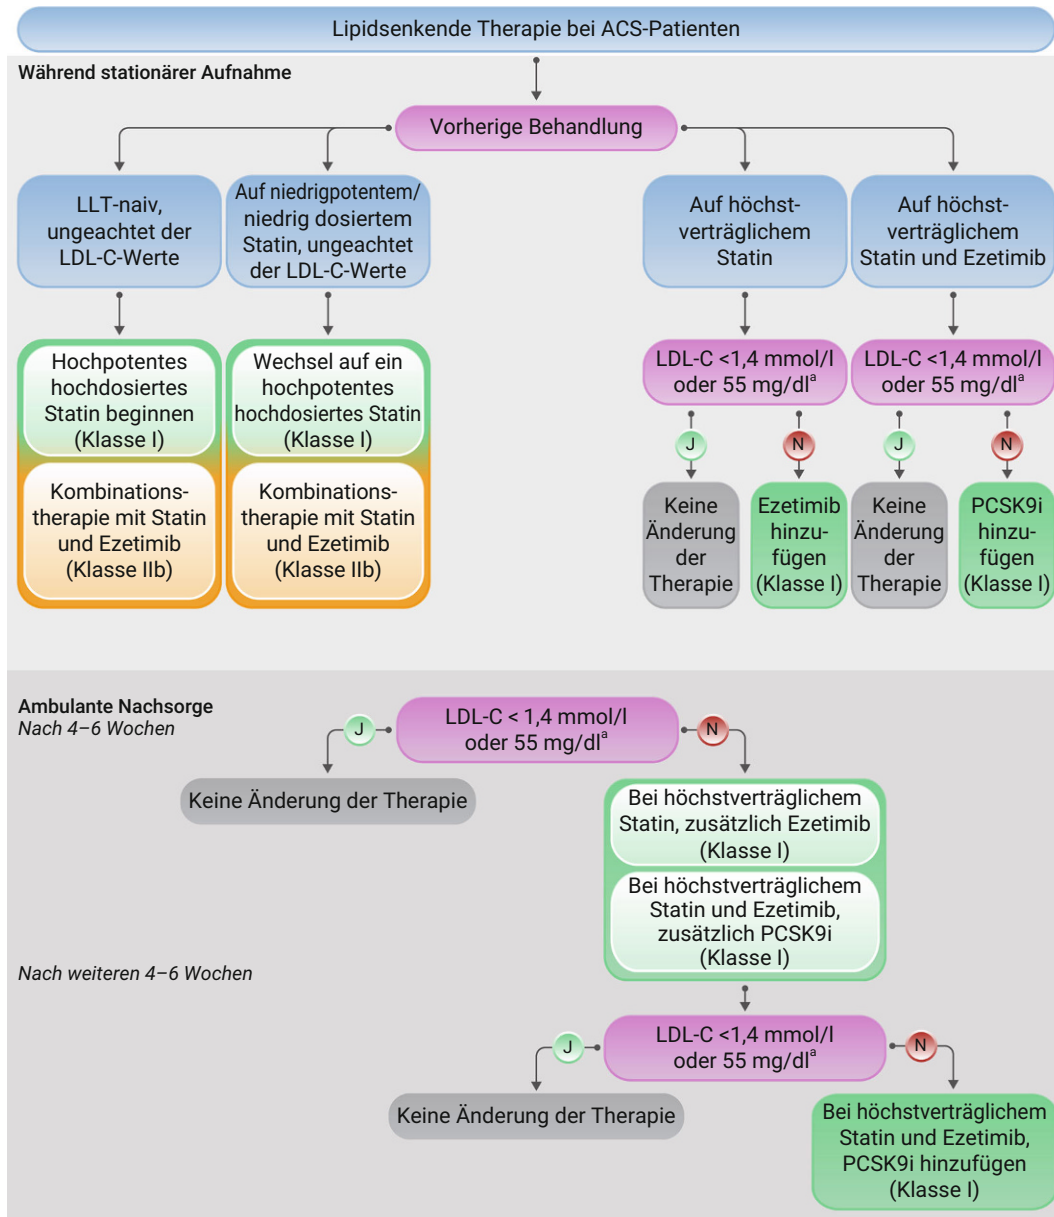 Lipidsenkende Therapie bei ACS-Patienten
Während stationärer Aufnahme
Vorherige Behandlung
LLT-naiv,
ungeachtet der
LDL-C-Werte
Auf niedrigpotentem/
niedrig dosiertem
Statin, ungeachtet
der LDL-C-Werte
Auf höchst-
verträglichem
Statin
Auf höchst-
verträglichem
Statin und Ezetimib
Hochpotentes
hochdosiertes
Statin beginnen
(Klasse I)
Wechsel auf ein
hochpotentes
hochdosiertes Statin
(Klasse I)
LDL-C <1,4 mmol/l
oder 55 mg/dlᵃ
LDL-C <1,4 mmol/l
oder 55 mg/dlᵃ
J
N
J
N
Kombinations-
therapie mit Statin
und Ezetimib
(Klasse IIb)
Kombinations-
therapie mit Statin
und Ezetimib
(Klasse IIb)
Keine
Änderung
der
Therapie
Ezetimib
hinzu-
fügen
(Klasse I)
Keine
Änderung
der
Therapie
PCSK9i
hinzu-
fügen
(Klasse I)
Ambulante Nachsorge
Nach 4–6 Wochen
LDL-C < 1,4 mmol/l
oder 55 mg/dlᵃ
J
N
Keine Änderung der Therapie
Bei höchstverträglichem
Statin, zusätzlich Ezetimib
(Klasse I)
Bei höchstverträglichem
Statin und Ezetimib,
zusätzlich PCSK9i
(Klasse I)
Nach weiteren 4–6 Wochen
LDL-C <1,4 mmol/l
oder 55 mg/dlᵃ
J
N
Keine Änderung der Therapie
Bei höchstverträglichem
Statin und Ezetimib,
PCSK9i hinzufügen
(Klasse I)